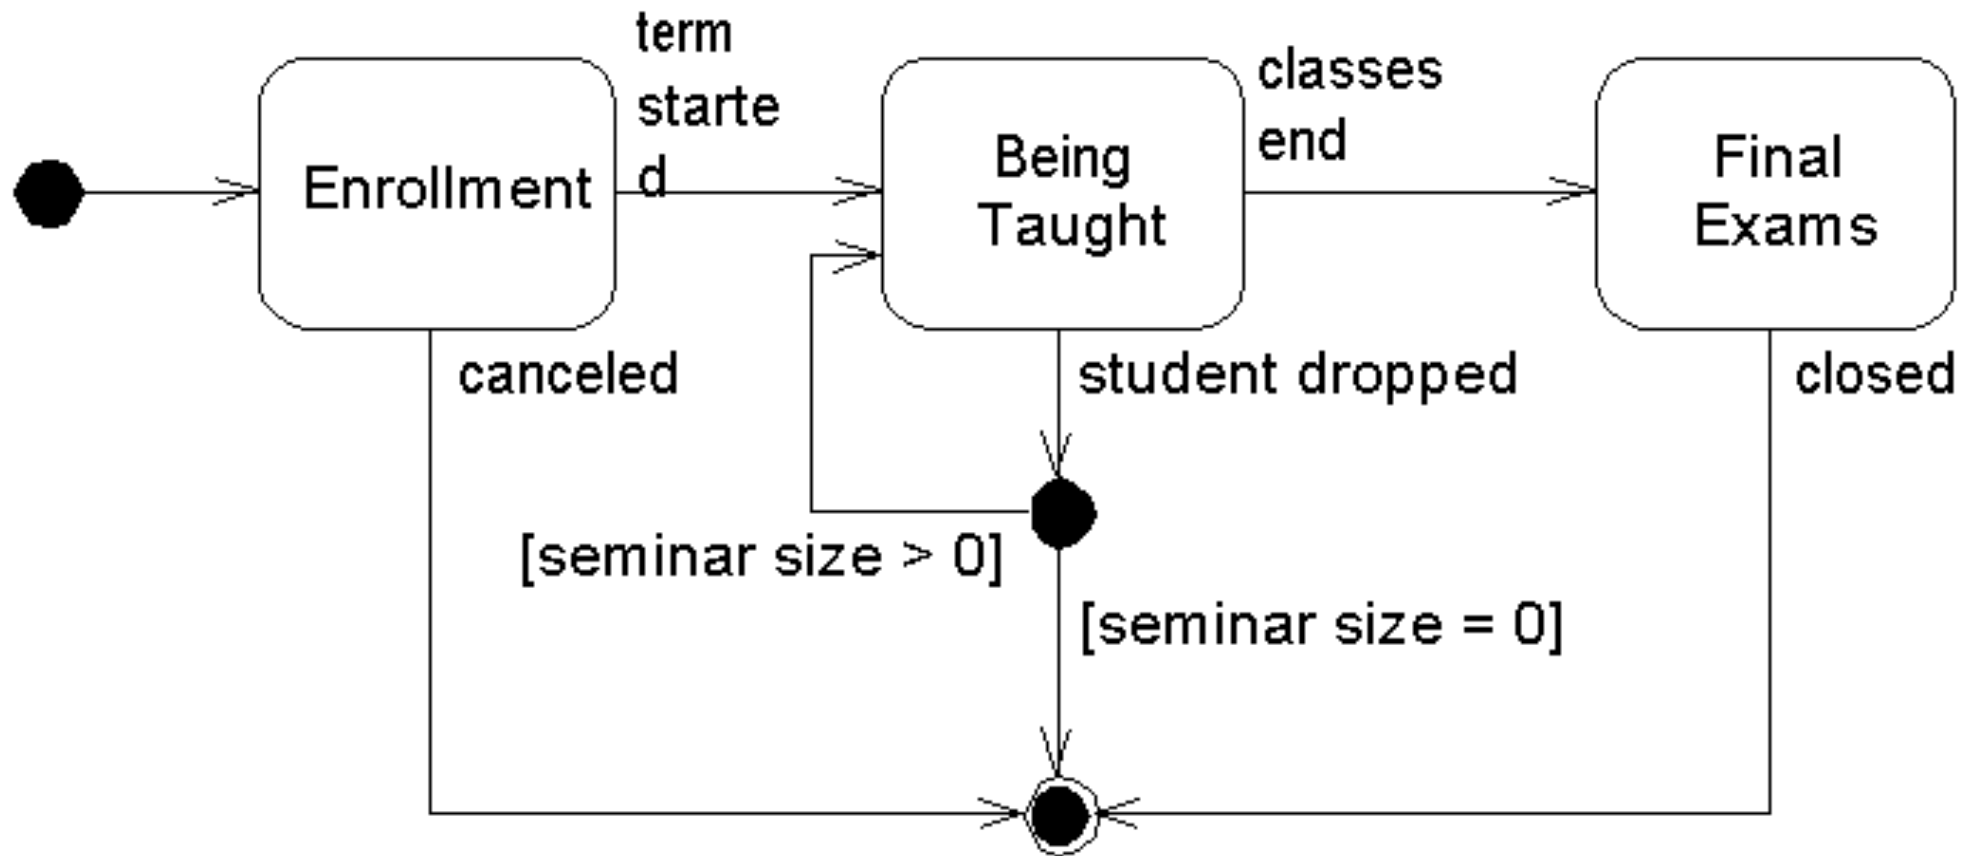 term
starte
d
Enrollment
Being
Taught
classes
end
Final
Exams
canceled
student dropped
closed
[seminar size > 0]
[seminar size = 0]